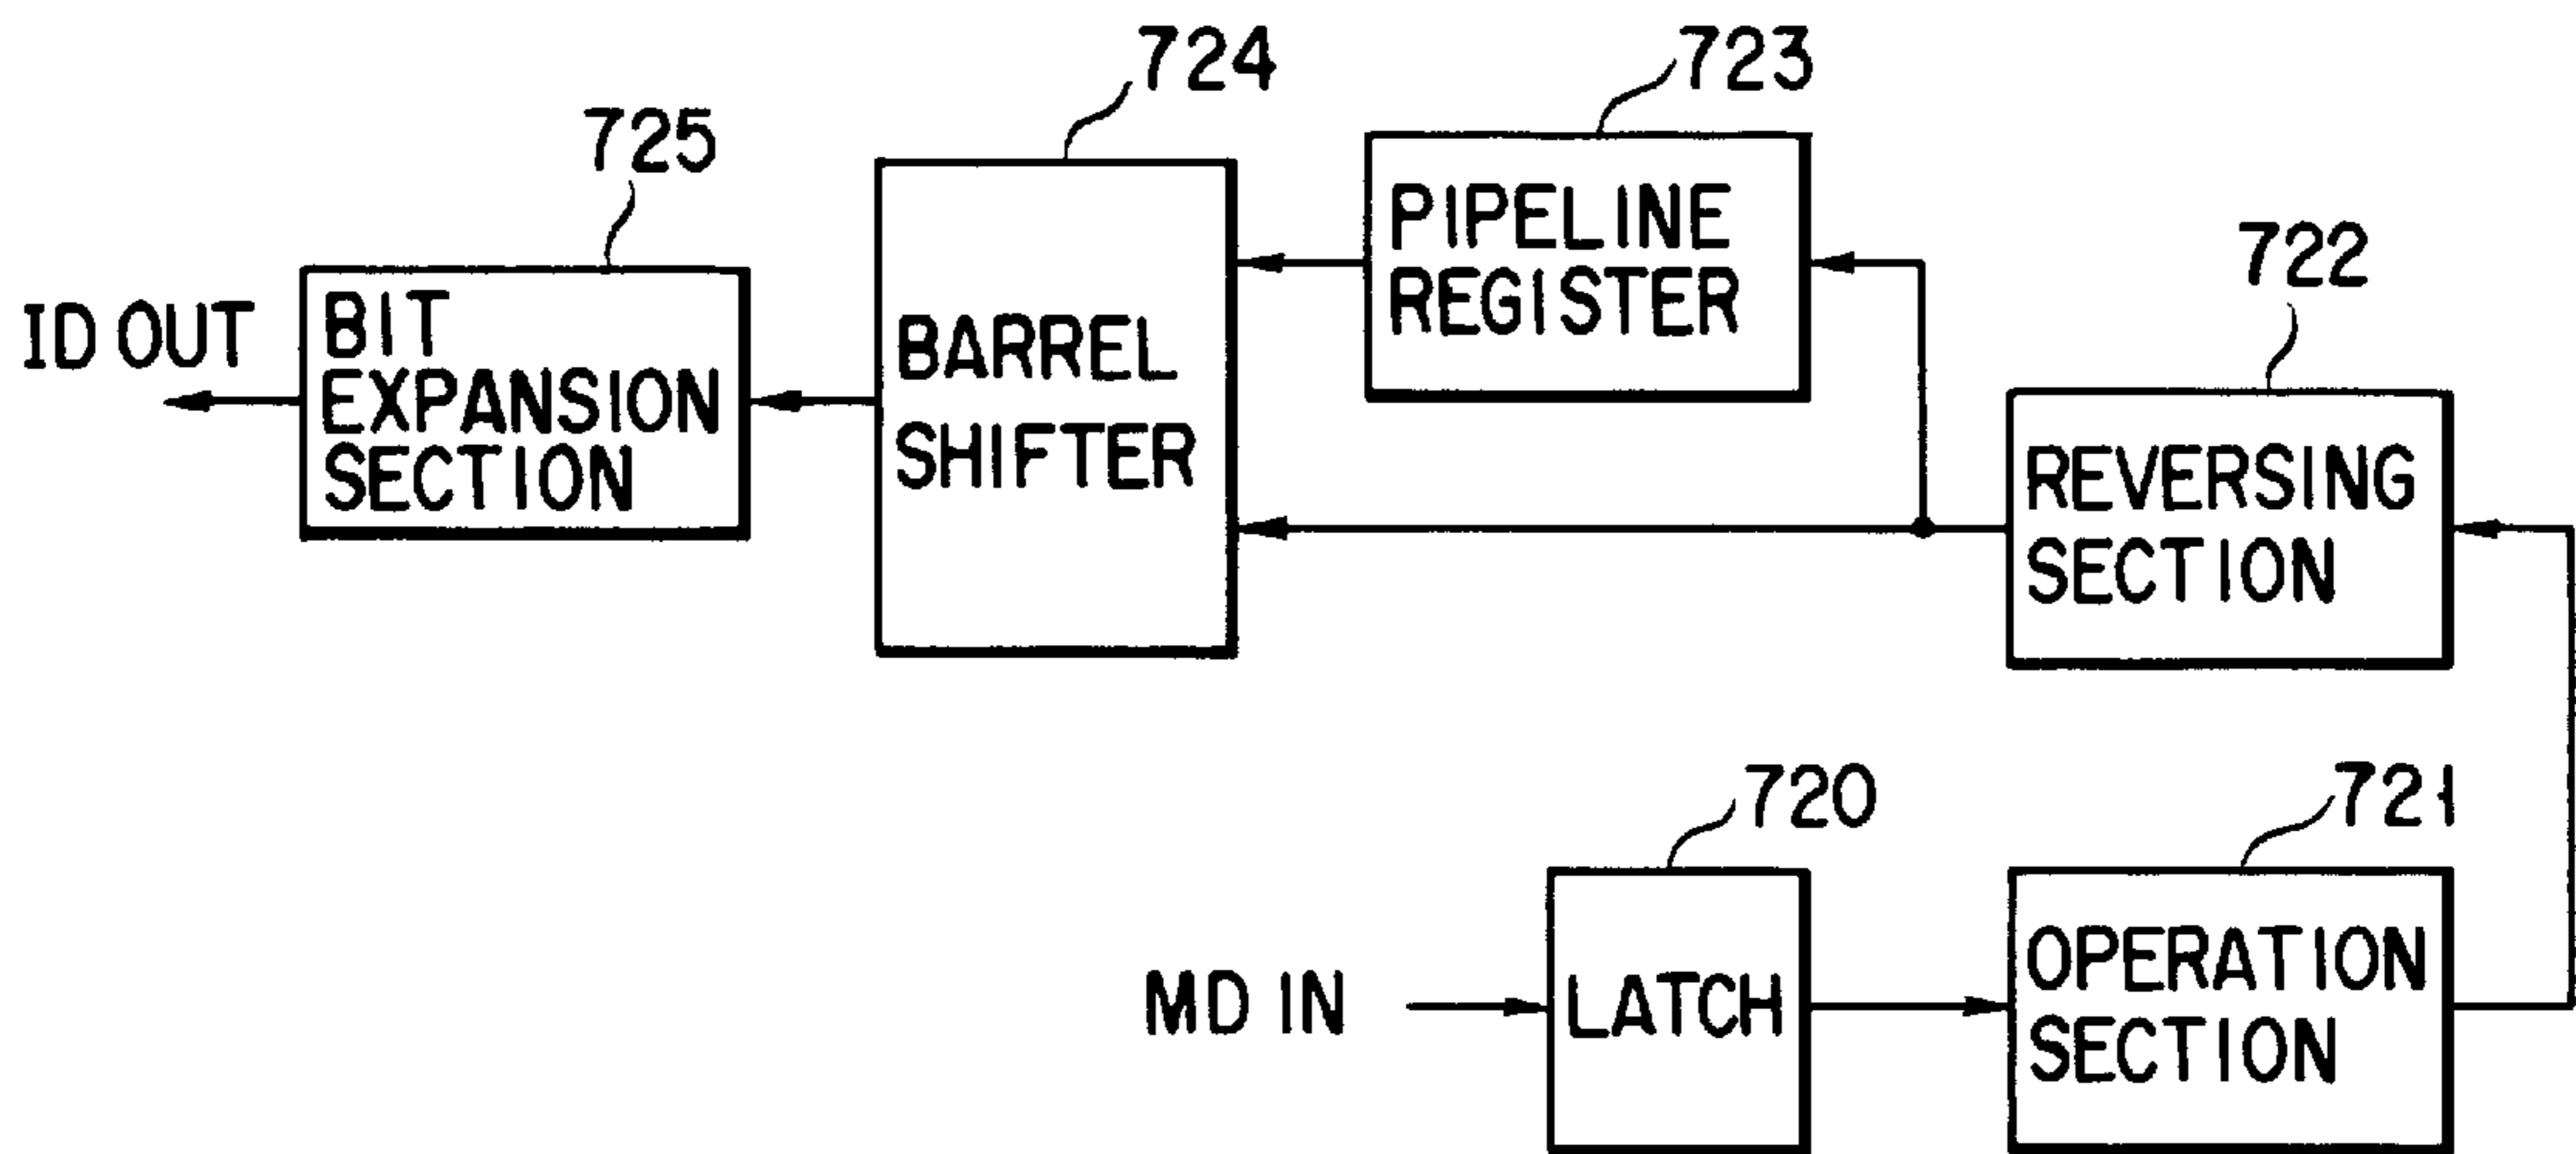 724
723
725
PIPELINE
REGISTER
722
ID OUT
BIT
EXPANSION
SECTION
BARREL
SHIFTER
REVERSING
SECTION
720
721
MD IN
LATCH
OPERATION
SECTION